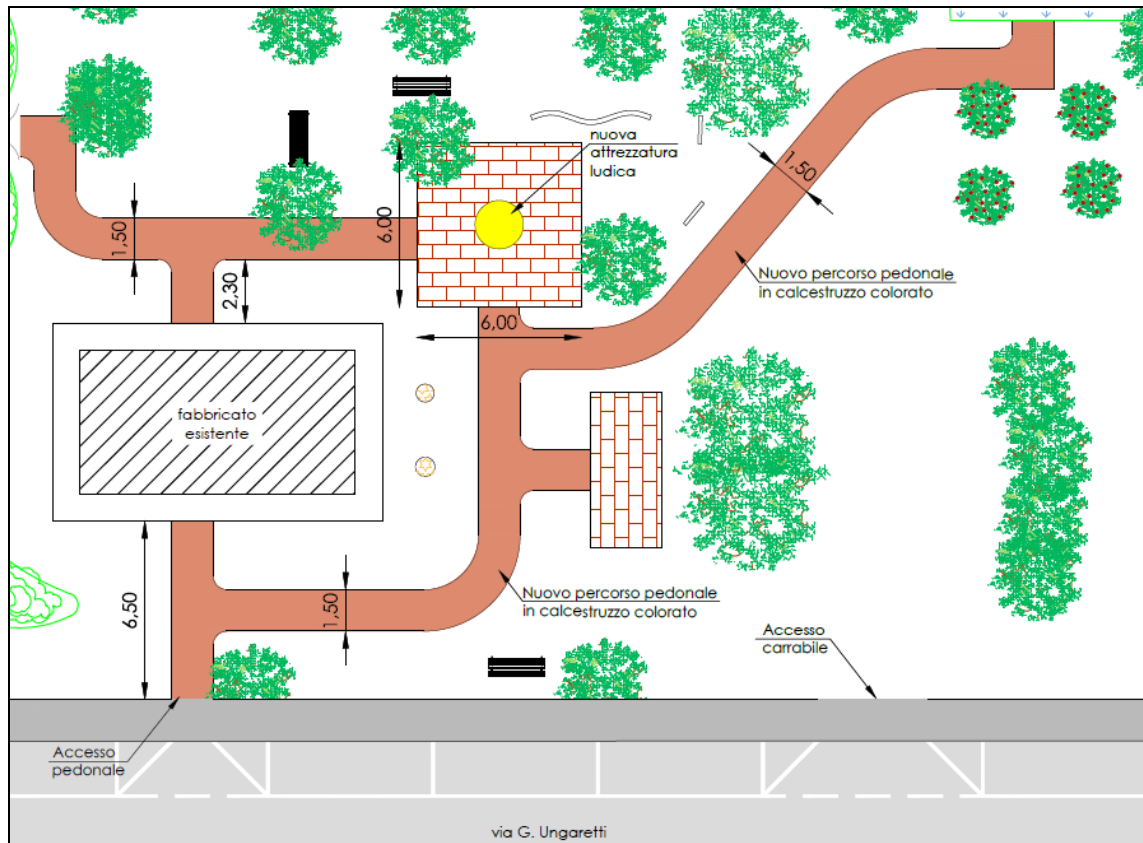 nuova
attrezzatura
ludica
1,50
6,00
1,50
2,30
Nuovo percorso pedonale
in calcestruzzo colorato
6,00
fabbricato
esistente
6,50
1,50
Nuovo percorso pedonale
in calcestruzzo colorato
Accesso
carrabile
Accesso
pedonale
via G. Ungaretti